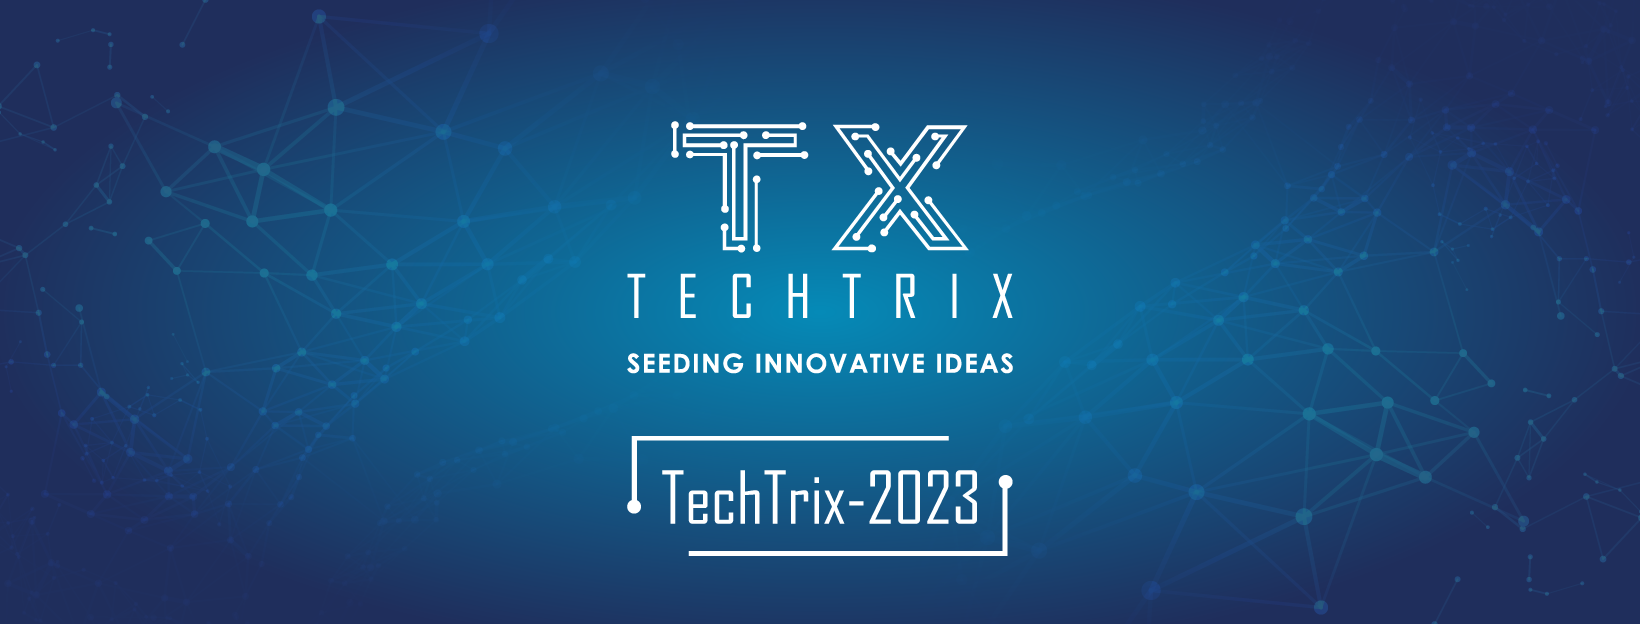 TX
TECHTRIX
SEEDING INNOVATIVE IDEAS
TechTrix-2023